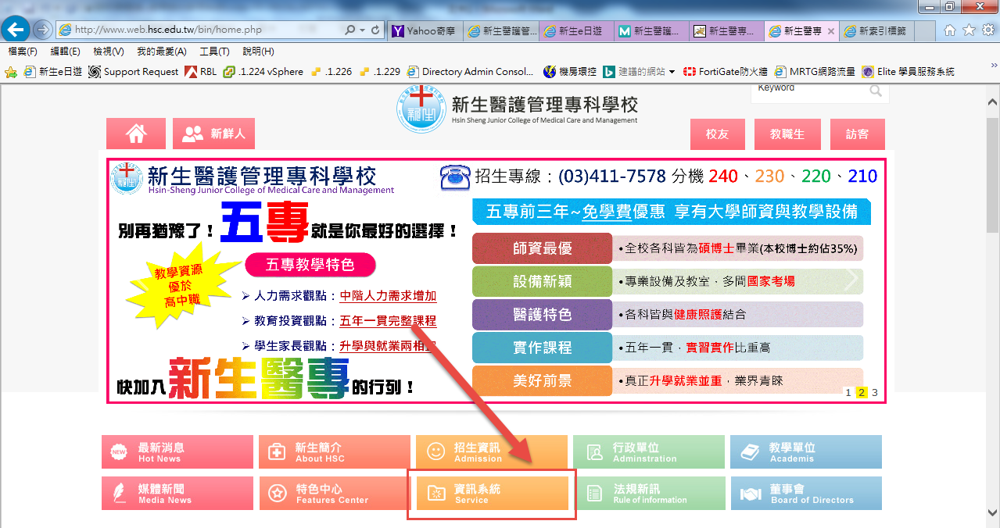 http://www.web.hsc.edu.tw/bin/home.php
Yahoo奇摩
新生醫護管...
新生e日遊
新生醫護...
新生醫專...
新生醫專
新索引標籤
檔案(F) 編輯(E) 檢視(V) 我的最愛(A) 工具(T) 說明(H)
新生e日遊 Support Request RBL .1.224 vSphere .1.226 .1.229 Directory Admin Consol... 機房環控 建議的網站 FortiGate防火牆 MRTG網路流量 Elite 學員服務系統
Keyword
新生醫護管理專科學校
Hsin Sheng Junior College of Medical Care and Management
新鮮人
校友
教職生
訪客
新生醫護管理專科學校
Hsin-Sheng Junior College of Medical Care and Management
招生專線：(03)411-7578 分機 240、230、220、210
別再猶豫了！五專就是你最好的選擇！
教學資源
優於
高中職
五專教學特色
人力需求觀點：中階人力需求增加
教育投資觀點：五年一貫完整課程
學生家長觀點：升學與就業兩相宜
快加入新生醫專的行列！
五專前三年~免學費優惠 享有大學師資與教學設備
師資最優
•全校各科皆為碩博士畢業(本校博士約佔35%)
設備新穎
•專業設備及教室，多間國家考場
醫護特色
•各科皆與健康照護結合
實作課程
•五年一貫，實習實作比重高
美好前景
•真正升學就業並重，業界青睞
1 2 3
NEW
最新消息
Hot News
新生簡介
About HSC
招生資訊
Admission
行政單位
Adminstration
教學單位
Academis
媒體新聞
Media News
特色中心
Features Center
資訊系統
Service
法規新訊
Rule of information
董事會
Board of Directors